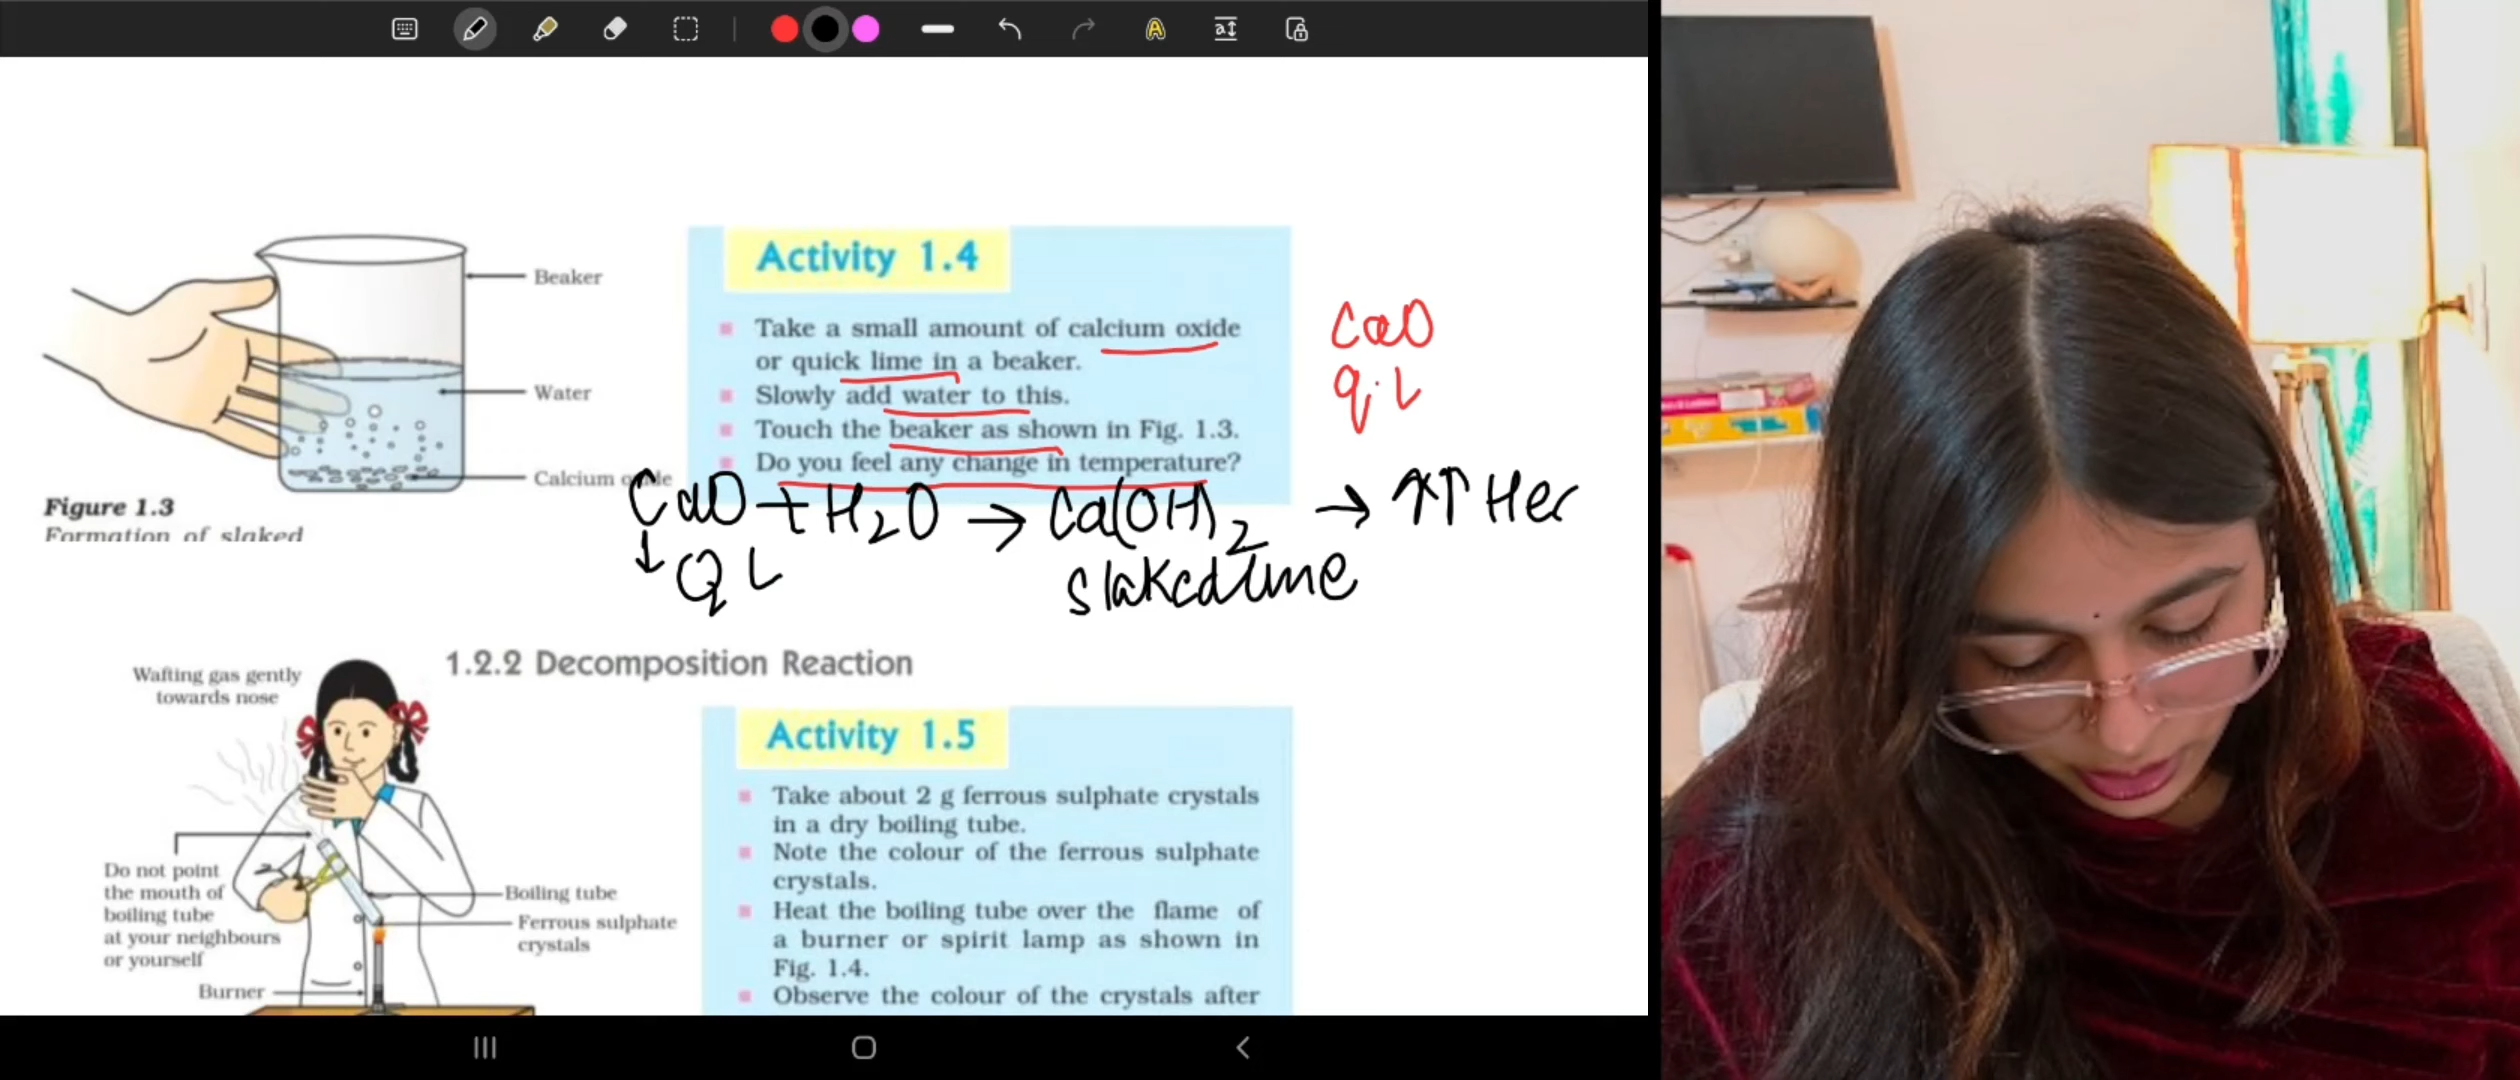 Beaker
Water
Calcium oxide
Figure 1.3
Formation of slaked
Activity 1.4
Take a small amount of calcium oxide
or quick lime in a beaker.
Slowly add water to this.
Touch the beaker as shown in Fig. 1.3.
Do you feel any change in temperature?
CaO
q.L
CaO + H₂O → Ca(OH)₂ → ↑↑ Her
↓ QL
slaked lime
1.2.2 Decomposition Reaction
Wafting gas gently
towards nose
Do not point
the mouth of
boiling tube
at your neighbours
or yourself
Boiling tube
Ferrous sulphate
crystals
Burner
Activity 1.5
Take about 2 g ferrous sulphate crystals
in a dry boiling tube.
Note the colour of the ferrous sulphate
crystals.
Heat the boiling tube over the flame of
a burner or spirit lamp as shown in
Fig. 1.4.
Observe the colour of the crystals after